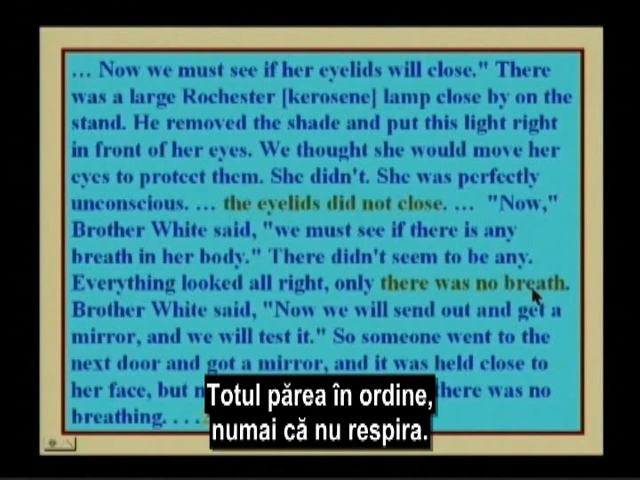 ... Now we must see if her eyelids will close." There
was a large Rochester [kerosene] lamp close by on the
stand. He removed the shade and put this light right
in front of her eyes. We thought she would move her
eyes to protect them. She didn't. She was perfectly
unconscious. ... the eyelids did not close. ... "Now,"
Brother White said, "we must see if there is any
breath in her body." There didn't seem to be any.
Everything looked all right, only there was no breath.
Brother White said, "Now we will send out and get a
mirror, and we will test it." So someone went to the
next door and got a mirror, and it was held close to
her face, but there was no
breathing. . . .
Totul părea în ordine,
numai că nu respira.